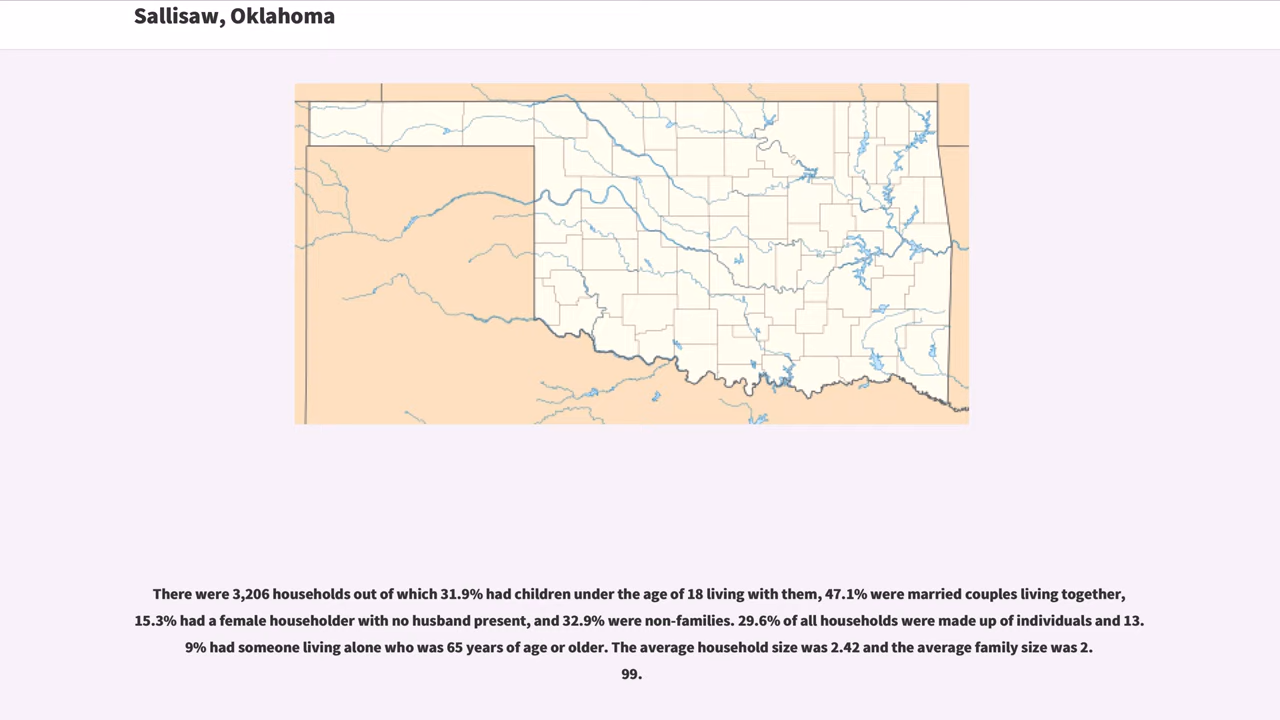 Sallisaw, Oklahoma
There were 3,206 households out of which 31.9% had children under the age of 18 living with them, 47.1% were married couples living together,
15.3% had a female householder with no husband present, and 32.9% were non-families. 29.6% of all households were made up of individuals and 13.
9% had someone living alone who was 65 years of age or older. The average household size was 2.42 and the average family size was 2.
99.